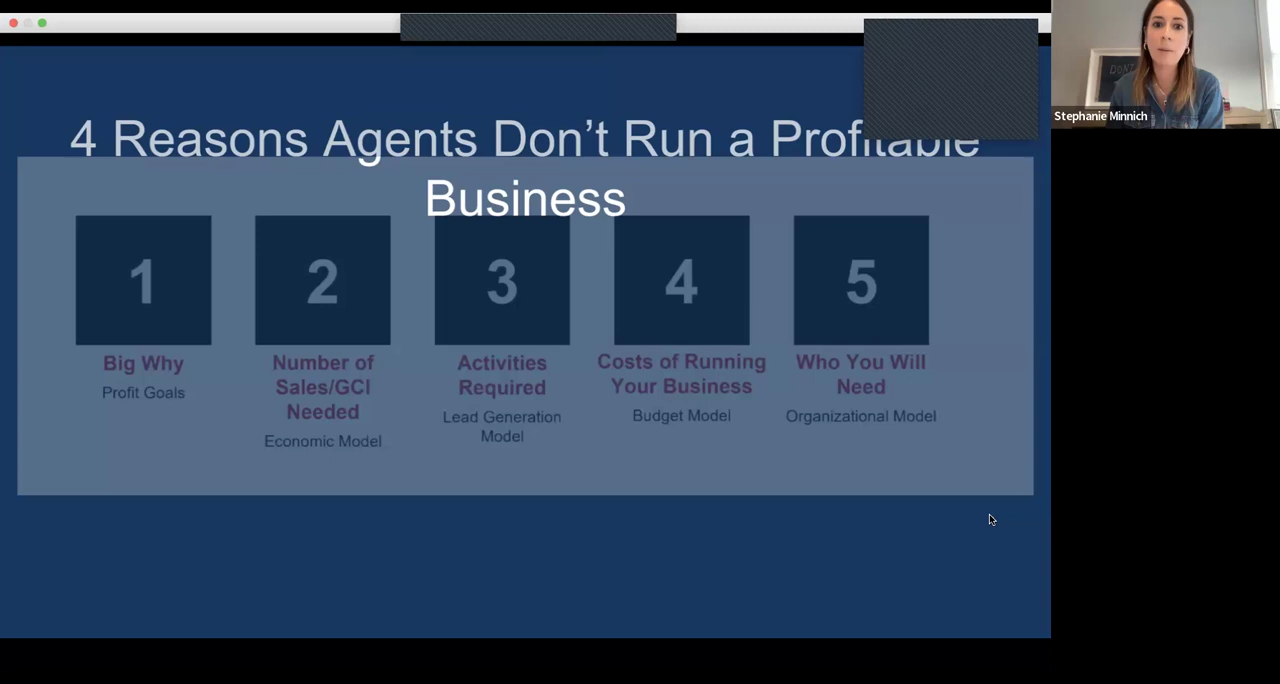 4 Reasons Agents Don’t Run a Profitable
Business
1
2
3
4
5
Big Why
Profit Goals
Number of
Sales/GCI
Needed
Economic Model
Activities
Required
Lead Generation
Model
Costs of Running
Your Business
Budget Model
Who You Will
Need
Organizational Model
DON'T
Stephanie Minnich